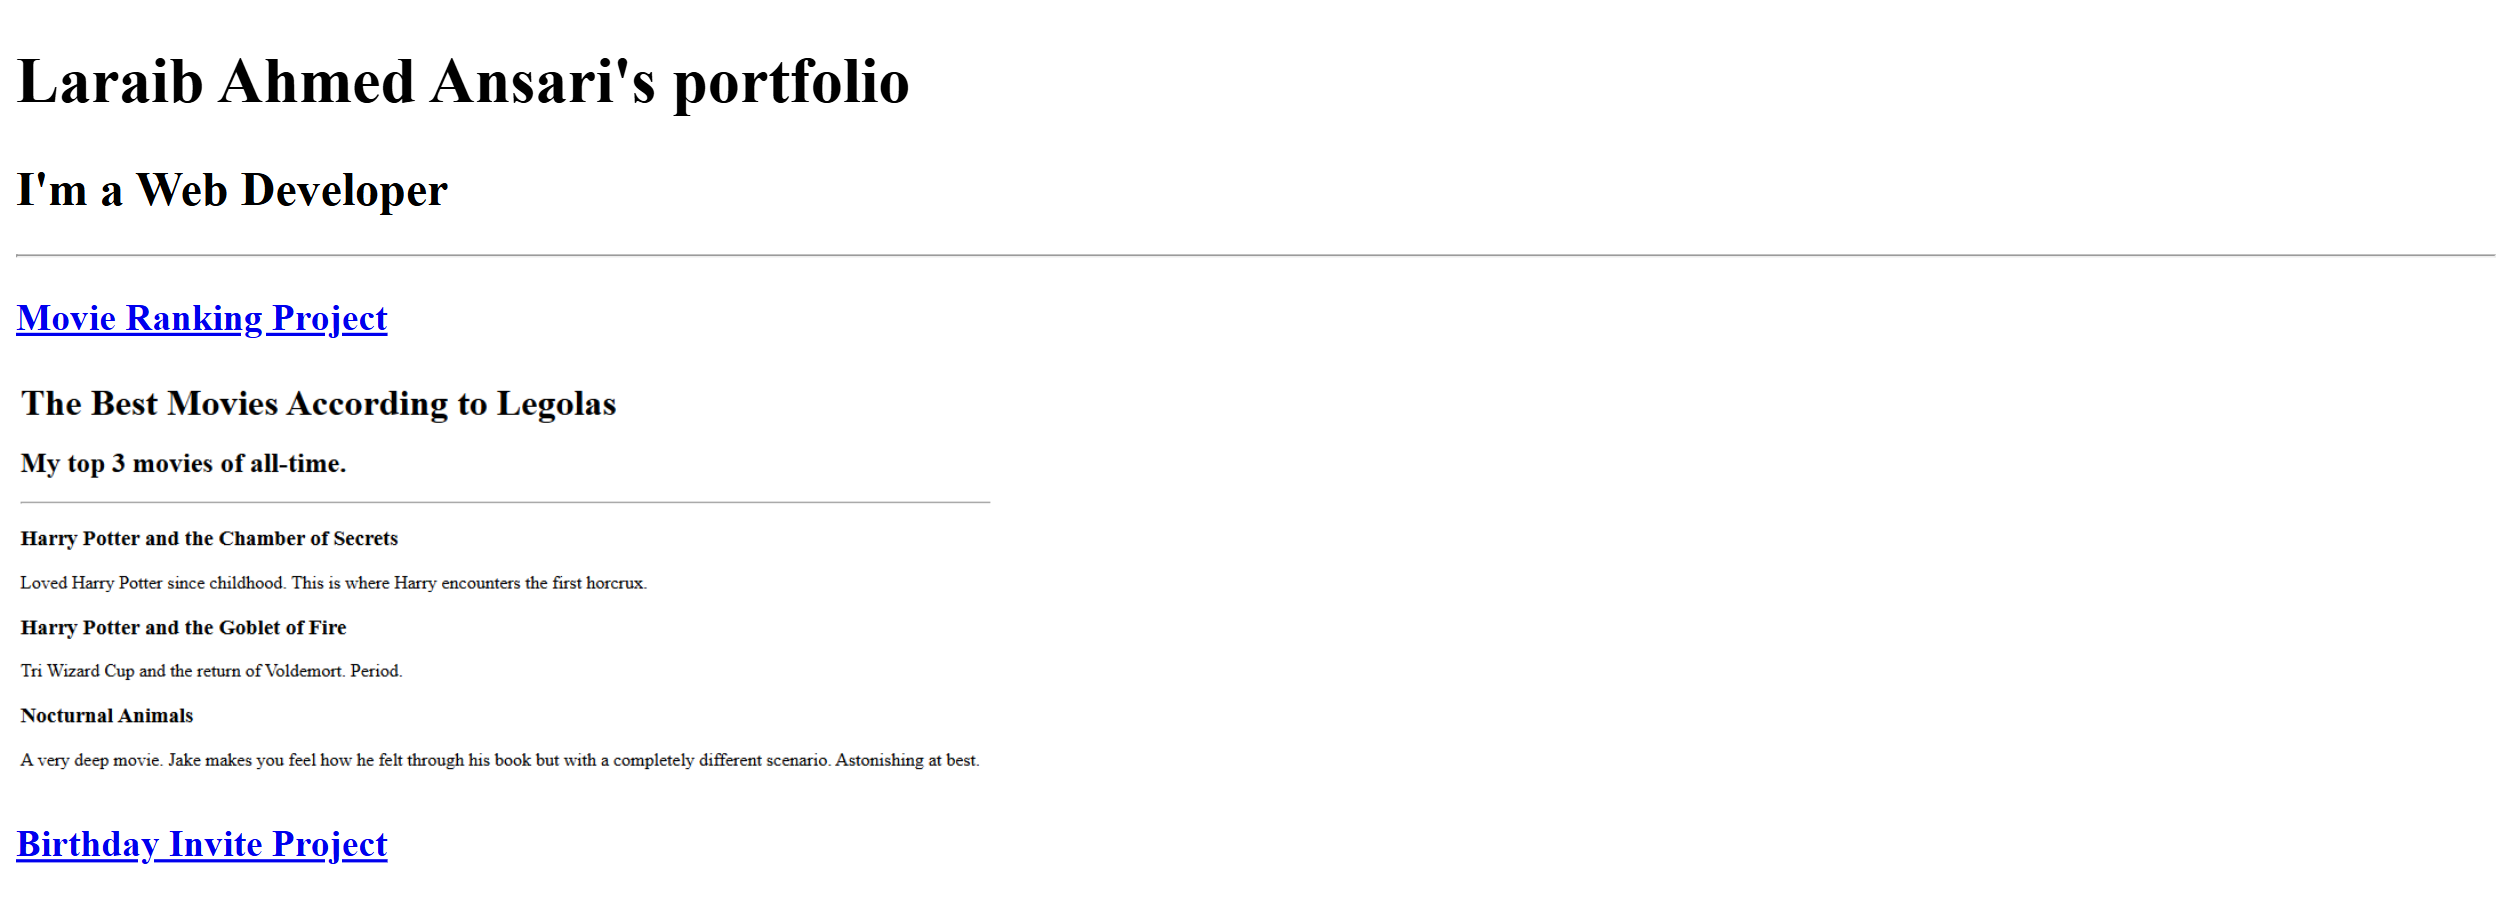 Laraib Ahmed Ansari's portfolio
I'm a Web Developer
Movie Ranking Project
The Best Movies According to Legolas
My top 3 movies of all-time.
Harry Potter and the Chamber of Secrets
Loved Harry Potter since childhood. This is where Harry encounters the first horcrux.
Harry Potter and the Goblet of Fire
Tri Wizard Cup and the return of Voldemort. Period.
Nocturnal Animals
A very deep movie. Jake makes you feel how he felt through his book but with a completely different scenario. Astonishing at best.
Birthday Invite Project